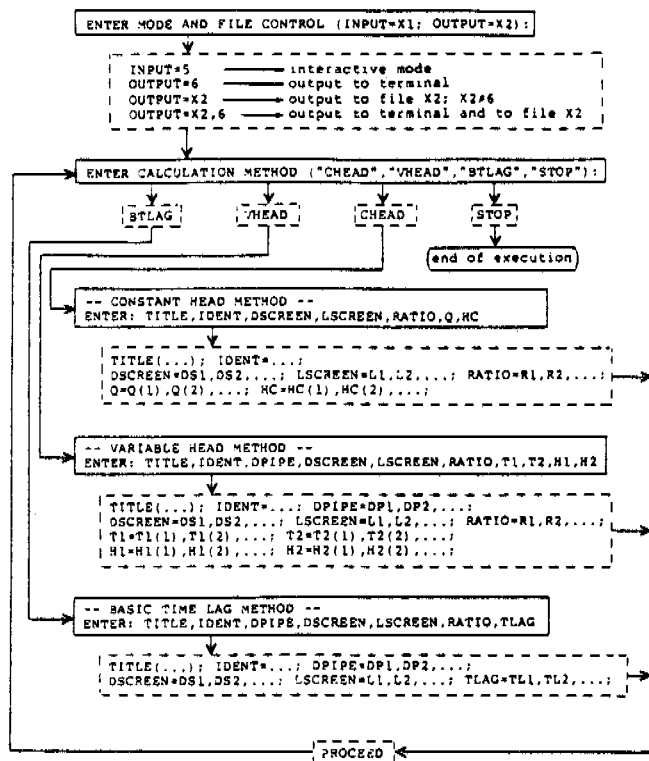 ENTER MODE AND FILE CONTROL (INPUT=X1; OUTPUT=X2):
INPUT=5 interactive mode
OUTPUT=6 output to terminal
OUTPUT=X2 output to file X2; X2≠6
OUTPUT=X2,6 output to terminal and to file X2
ENTER CALCULATION METHOD ("CHEAD","VHEAD","BTLAG","STOP"):
BTLAG VHEAD CHEAD STOP
end of execution
-- CONSTANT HEAD METHOD --
ENTER: TITLE,IDENT,DSCREEN,LSCREEN,RATIO,Q,HC
TITLE(...); IDENT=...;
DSCREEN=DS1,DS2,...; LSCREEN=L1,L2,...; RATIO=R1,R2,...;
Q=Q(1),Q(2),...; HC=HC(1),HC(2),...;
-- VARIABLE HEAD METHOD --
ENTER: TITLE,IDENT,DPIPE,DSCREEN,LSCREEN,RATIO,T1,T2,H1,H2
TITLE(...); IDENT=...; DPIPE=DP1,DP2,...;
DSCREEN=DS1,DS2,...; LSCREEN=L1,L2,...; RATIO=R1,R2,...;
T1=T1(1),T1(2),...; T2=T2(1),T2(2),...;
H1=H1(1),H1(2),...; H2=H2(1),H2(2),...;
-- BASIC TIME LAG METHOD --
ENTER: TITLE,IDENT,DPIPE,DSCREEN,LSCREEN,RATIO,TLAG
TITLE(...); IDENT=...; DPIPE=DP1,DP2,...;
DSCREEN=DS1,DS2,...; LSCREEN=L1,L2,...; TLAG=TL1,TL2,...;
PROCEED